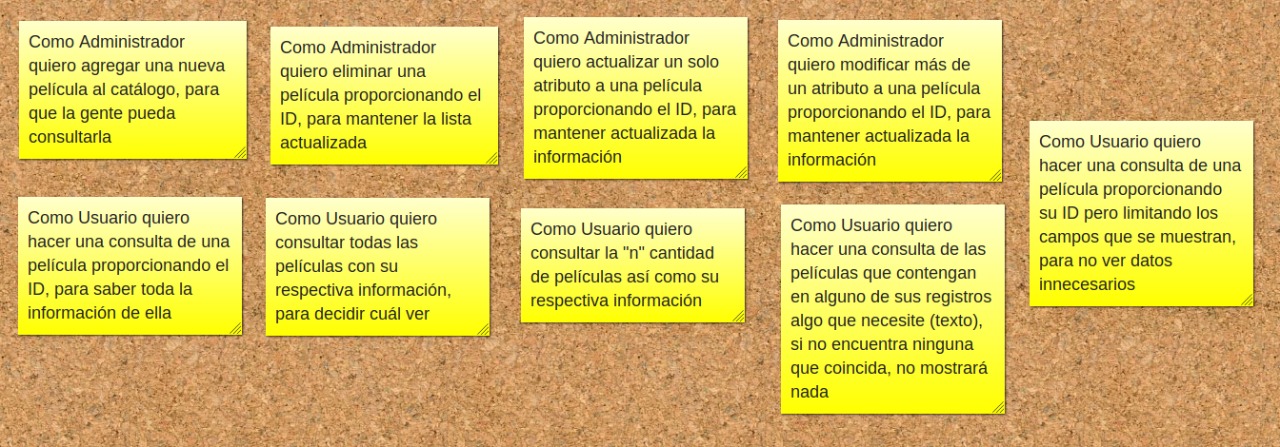 Como Administrador
quiero agregar una nueva
película al catálogo, para
que la gente pueda
consultarla
Como Administrador
quiero eliminar una
película proporcionando el
ID, para mantener la lista
actualizada
Como Administrador
quiero actualizar un solo
atributo a una película
proporcionando el ID, para
mantener actualizada la
información
Como Administrador
quiero modificar más de
un atributo a una película
proporcionando el ID, para
mantener actualizada la
información
Como Usuario quiero
hacer una consulta de una
película proporcionando
su ID pero limitando los
campos que se muestran,
para no ver datos
innecesarios
Como Usuario quiero
hacer una consulta de una
película proporcionando el
ID, para saber toda la
información de ella
Como Usuario quiero
consultar todas las
películas con su
respectiva información,
para decidir cuál ver
Como Usuario quiero
consultar la "n" cantidad
de películas así como su
respectiva información
Como Usuario quiero
hacer una consulta de las
películas que contengan
en alguno de sus registros
algo que necesite (texto),
si no encuentra ninguna
que coincida, no mostrará
nada